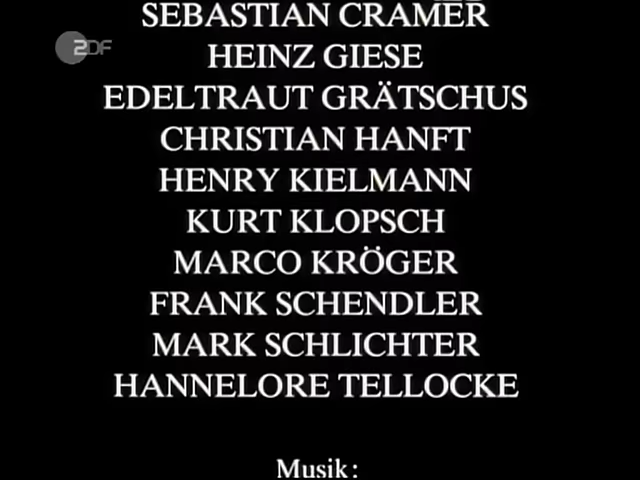 SEBASTIAN CRAMER
ZDF
HEINZ GIESE
EDELTRAUT GRÄTSCHUS
CHRISTIAN HANFT
HENRY KIELMANN
KURT KLOPSCH
MARCO KRÖGER
FRANK SCHENDLER
MARK SCHLICHTER
HANNELORE TELLOCKE
Musik: